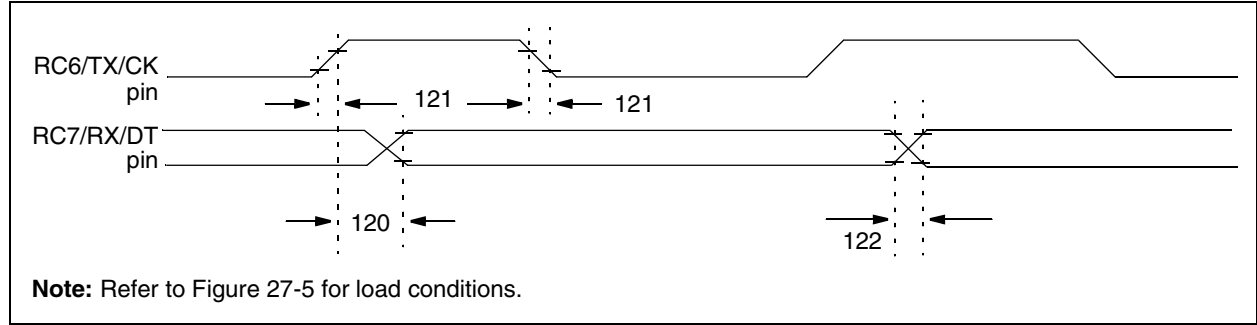 RC6/TX/CK
pin
121
121
RC7/RX/DT
pin
120
122
Note: Refer to Figure 27-5 for load conditions.